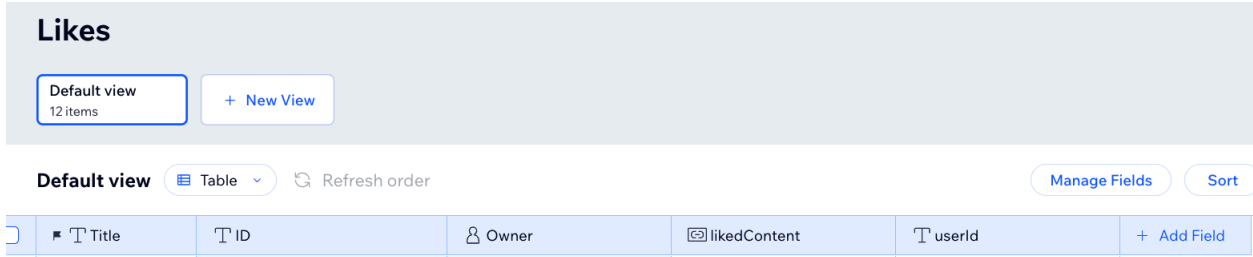 Likes
Default view
12 items
+ New View
Default view
Table
Refresh order
Manage Fields
Sort
Title
ID
Owner
likedContent
userId
+ Add Field